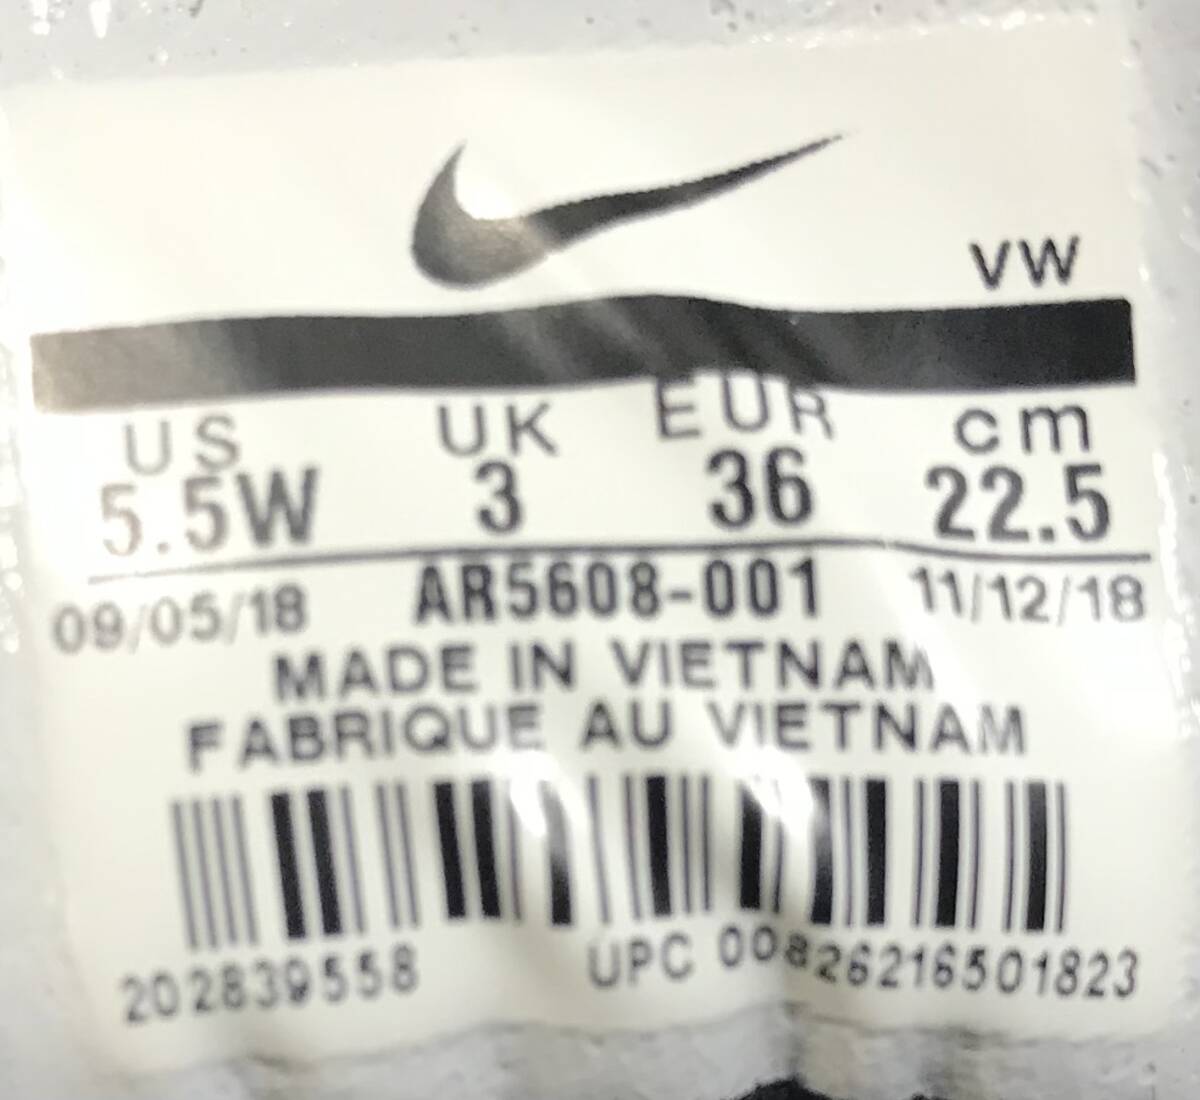 VW
US UK EUR cm
5.5W 3 36 22.5
09/05/18 AR5608-001 11/12/18
MADE IN VIETNAM
FABRIQUE AU VIETNAM
202839558 UPC 00826216501823